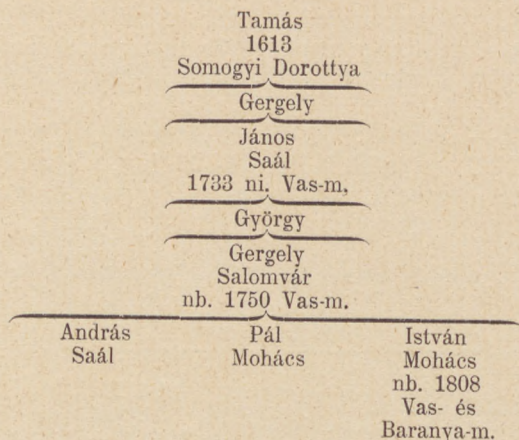 Tamás
1613
Somogyi Dorottya
Gergely
János
Saál
1733 ni. Vas-m,
György
Gergely
Salomvár
nb. 1750 Vas-m.
András Pál István
Saál Mohács Mohács
nb. 1808
Vas- és
Baranya-m.